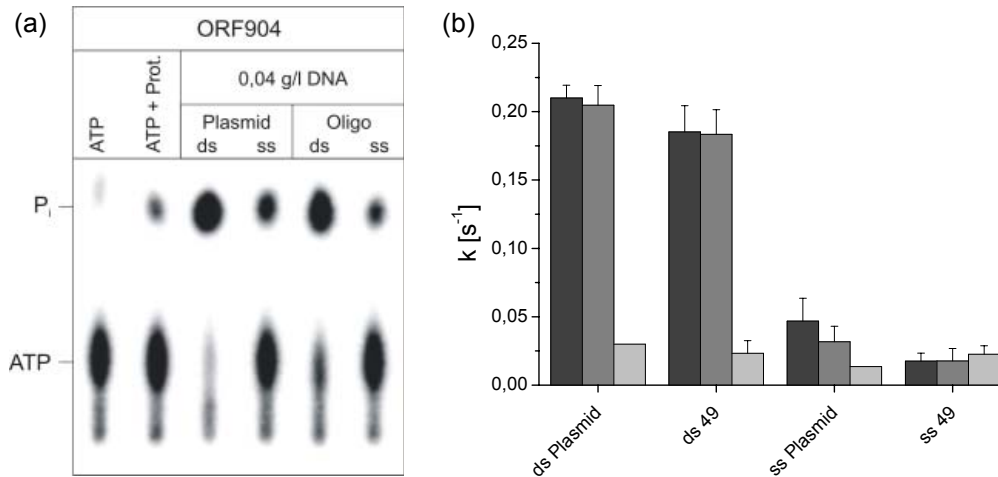 (a)
ORF904
ATP
ATP + Prot.
0,04 g/l DNA
Plasmid
Oligo
ds
ss
ds
ss
Pi
ATP
(b)
0,25
0,20
0,15
0,10
0,05
0,00
k [s⁻¹]
ds Plasmid
ds 49
ss Plasmid
ss 49